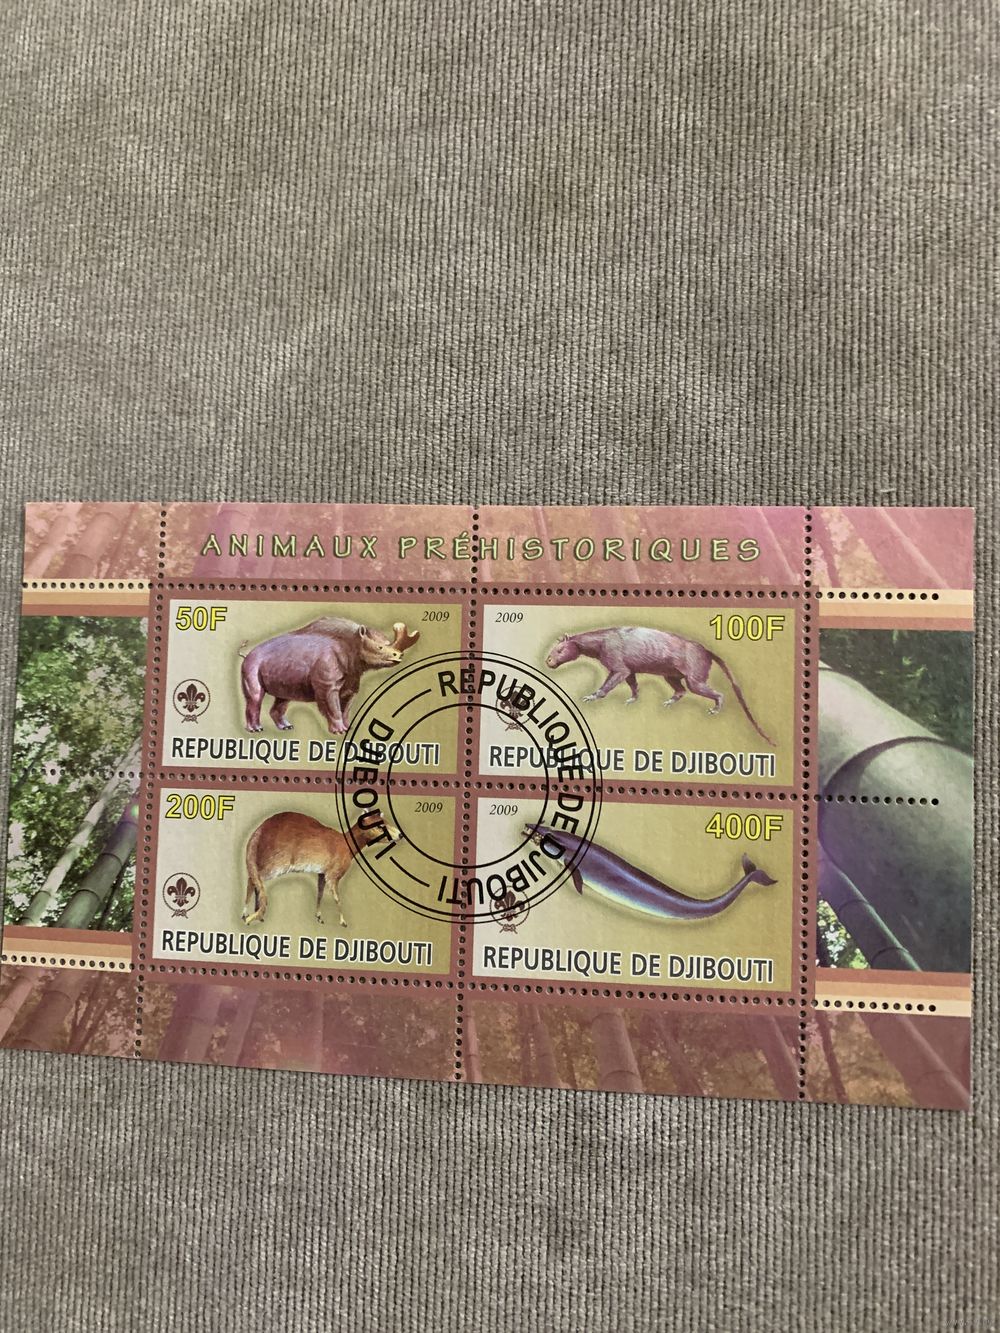 ANIMAUX PRÉHISTORIQUES
50F
2009
REPUBLIQUE DE DJIBOUTI
2009
100F
REPUBLIQUE DE DJIBOUTI
200F
2009
REPUBLIQUE DE DJIBOUTI
2009
400F
REPUBLIQUE DE DJIBOUTI
REPUBLIQUE DE DJIBOUTI — DJIBOUTI —